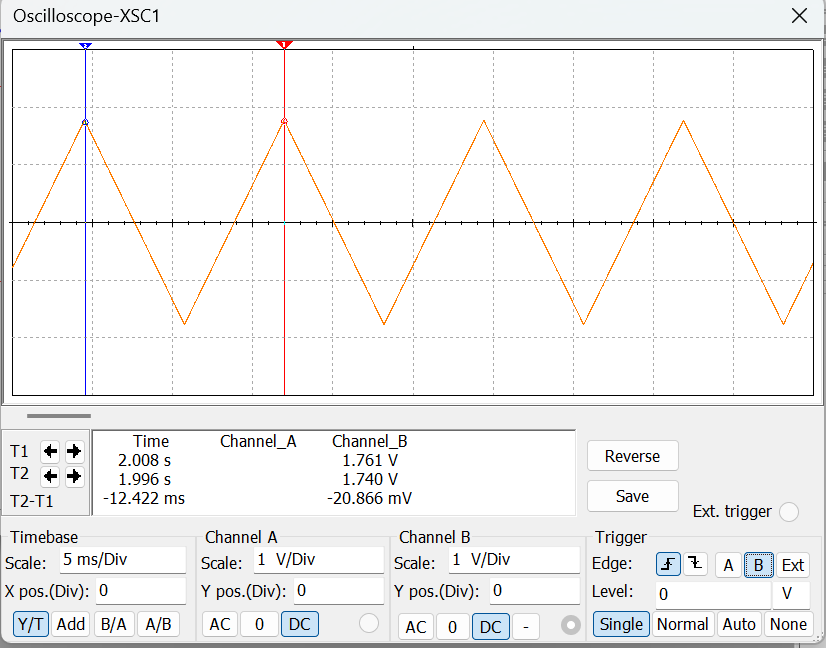 Oscilloscope-XSC1
2
1
Time Channel_A Channel_B
T1 2.008 s 1.761 V
T2 1.996 s 1.740 V
T2-T1 -12.422 ms -20.866 mV
Reverse
Save
Ext. trigger
Timebase
Scale: 5 ms/Div
X pos.(Div): 0
Y/T Add B/A A/B
Channel A
Scale: 1 V/Div
Y pos.(Div): 0
AC 0 DC
Channel B
Scale: 1 V/Div
Y pos.(Div): 0
AC 0 DC -
Trigger
Edge: A B Ext
Level: 0 V
Single Normal Auto None